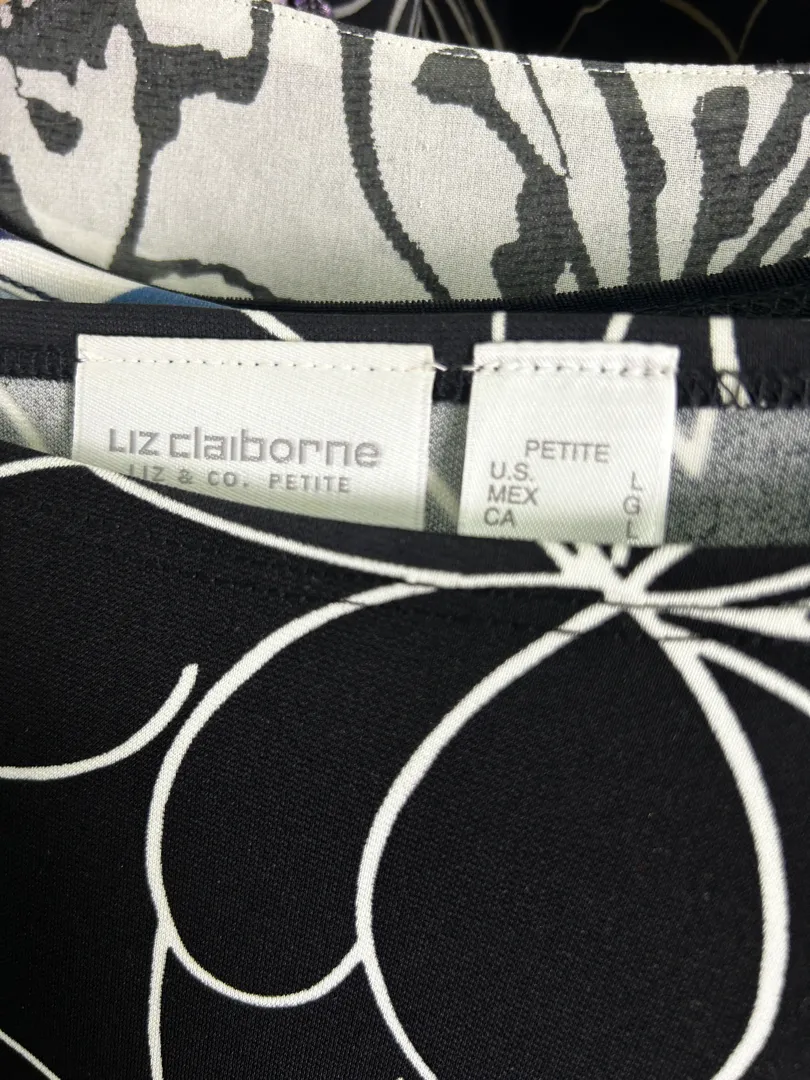 LIZ claiborne
LIZ & CO. PETITE
PETITE
U.S. L
MEX G
CA L